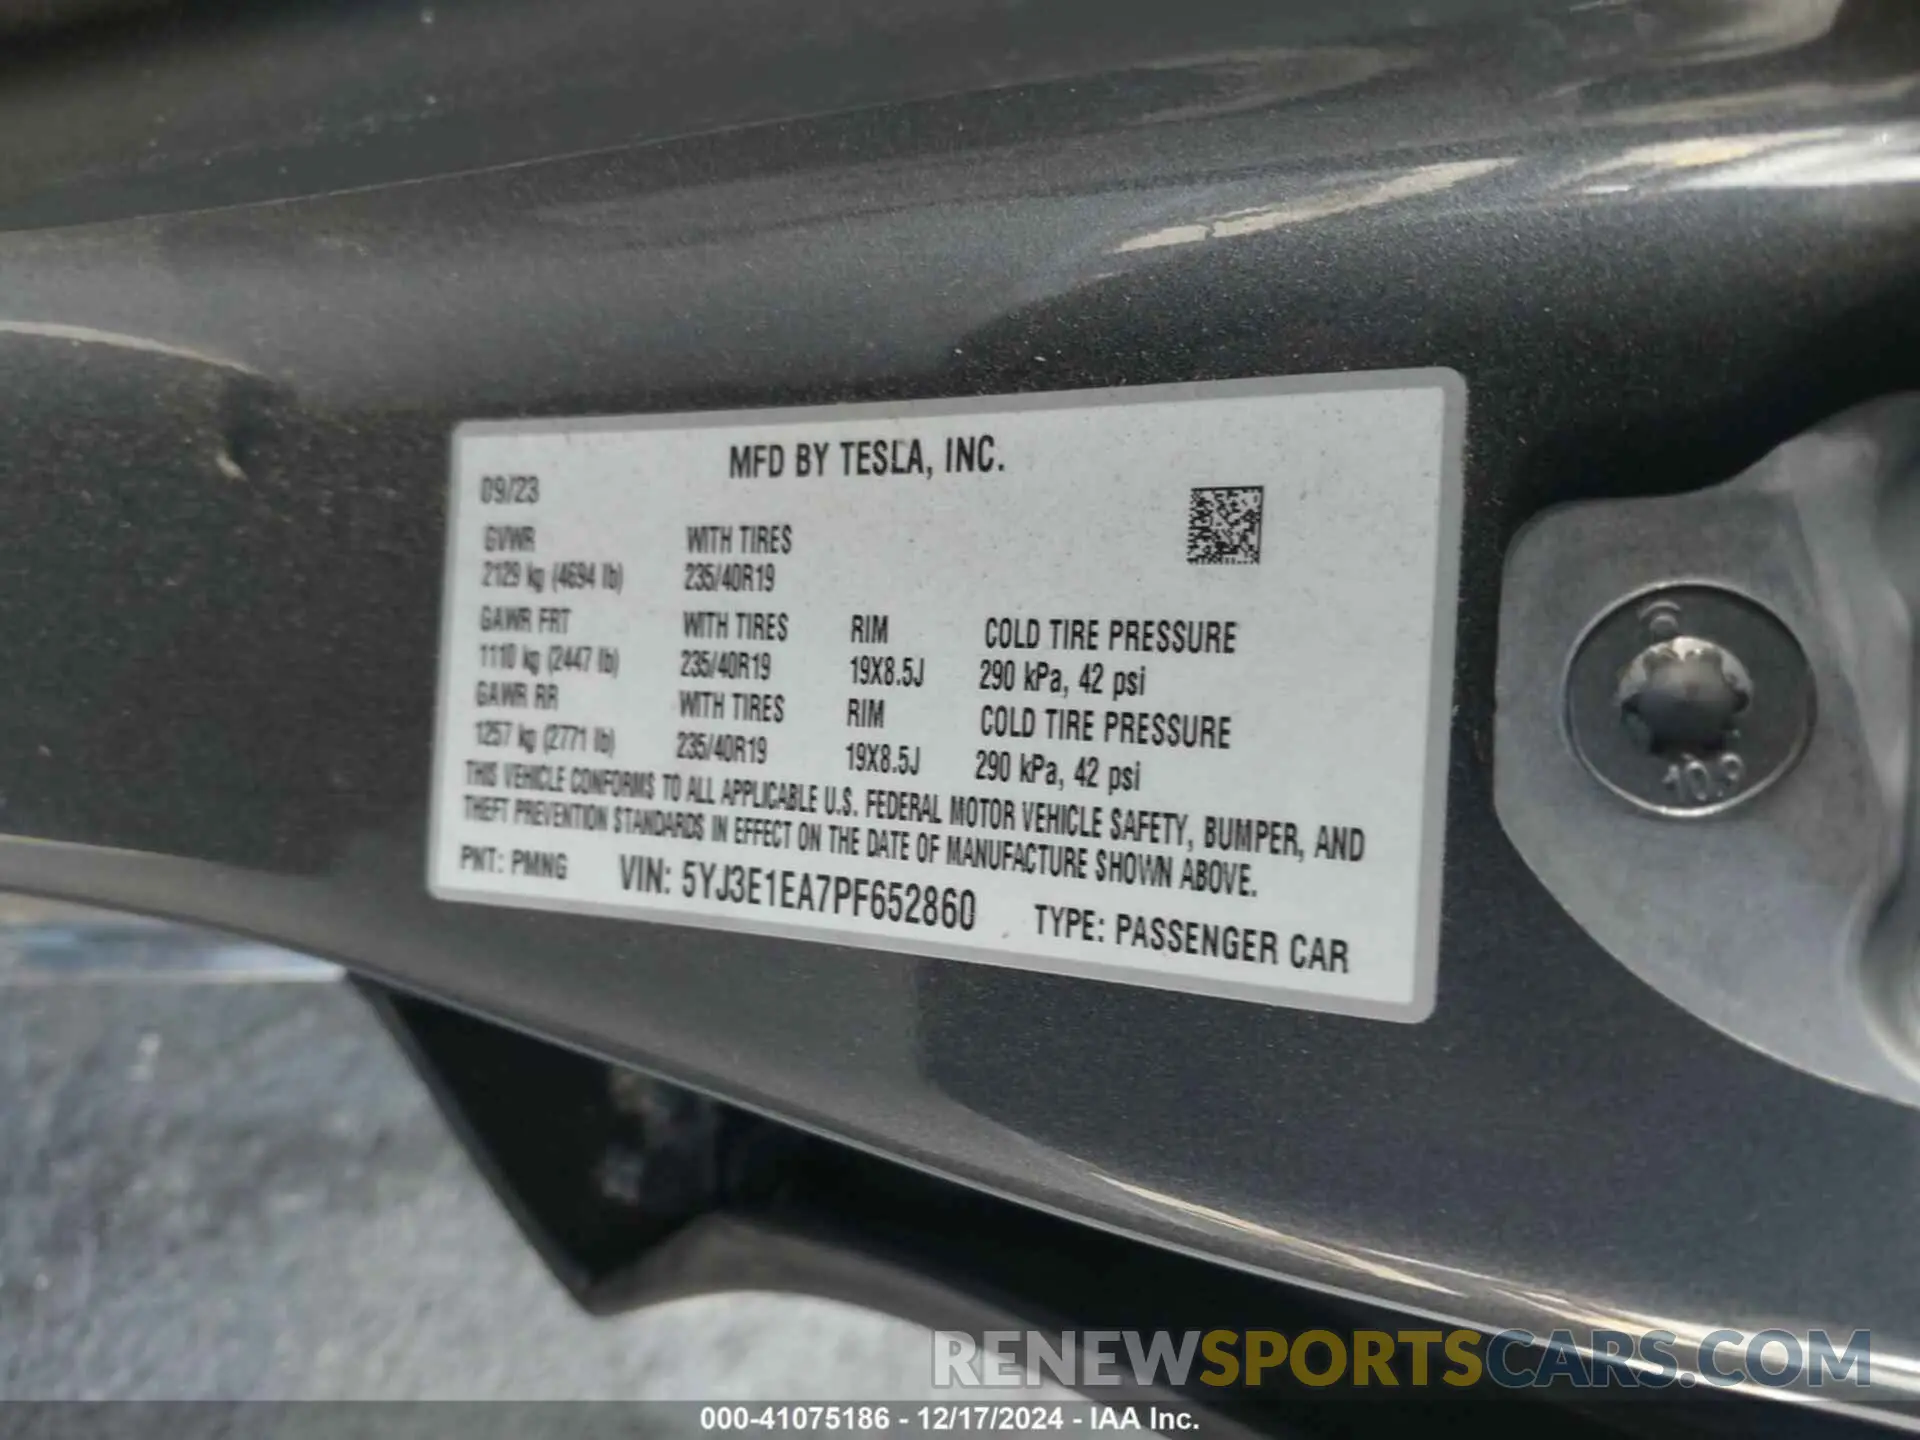 MFD BY TESLA, INC.
09/23
GVWR WITH TIRES
2129 kg (4694 lb) 235/40R19
GAWR FRT WITH TIRES RIM COLD TIRE PRESSURE
1110 kg (2447 lb) 235/40R19 19X8.5J 290 kPa, 42 psi
GAWR RR WITH TIRES RIM COLD TIRE PRESSURE
1257 kg (2771 lb) 235/40R19 19X8.5J 290 kPa, 42 psi
THIS VEHICLE CONFORMS TO ALL APPLICABLE U.S. FEDERAL MOTOR VEHICLE SAFETY, BUMPER, AND
THEFT PREVENTION STANDARDS IN EFFECT ON THE DATE OF MANUFACTURE SHOWN ABOVE.
PNT: PMNG VIN: 5YJ3E1EA7PF652860 TYPE: PASSENGER CAR
10.9
RENEWSPORTSCARS.COM
000-41075186 - 12/17/2024 - IAA Inc.